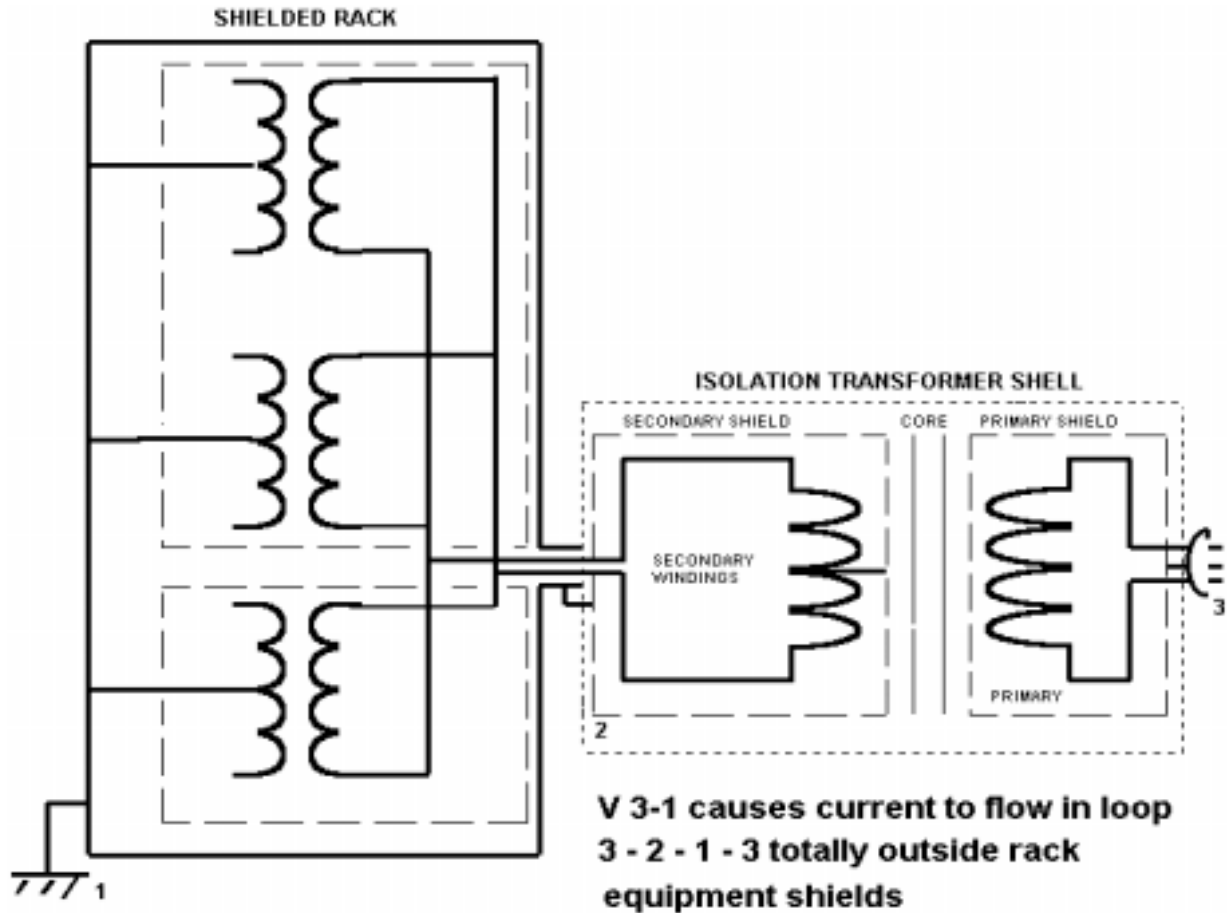 SHIELDED RACK
ISOLATION TRANSFORMER SHELL
SECONDARY SHIELD
CORE
PRIMARY SHIELD
SECONDARY
WINDINGS
3
PRIMARY
2
V 3-1 causes current to flow in loop
3 - 2 - 1 - 3 totally outside rack
equipment shields
1